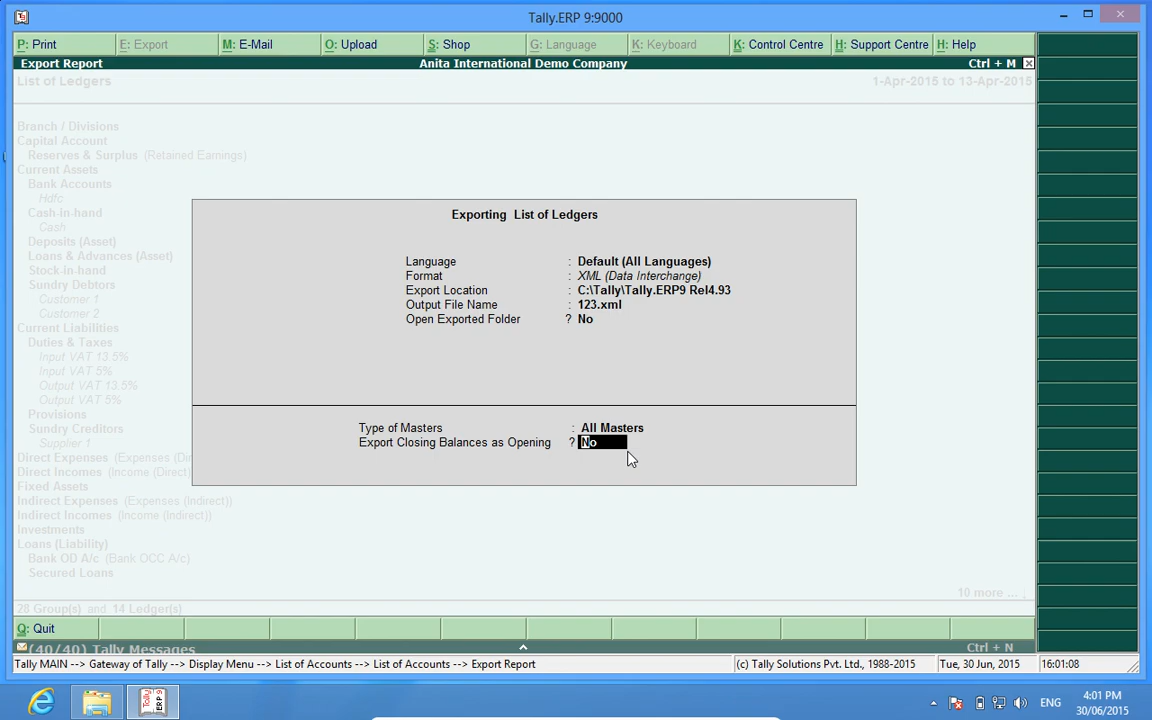 Tally.ERP 9:9000
P: Print E: Export M: E-Mail O: Upload S: Shop G: Language K: Keyboard K: Control Centre H: Support Centre H: Help
Export Report Anita International Demo Company Ctrl + M
List of Ledgers 1-Apr-2015 to 13-Apr-2015
Branch / Divisions
Capital Account
Reserves & Surplus (Retained Earnings)
Current Assets
Bank Accounts
Hdfc
Cash-in-hand
Cash
Deposits (Asset)
Loans & Advances (Asset)
Stock-in-hand
Sundry Debtors
Customer 1
Customer 2
Current Liabilities
Duties & Taxes
Input VAT 13.5%
Input VAT 5%
Output VAT 13.5%
Output VAT 5%
Provisions
Sundry Creditors
Supplier 1
Direct Expenses (Expenses (Dir
Direct Incomes (Income (Direct)
Fixed Assets
Indirect Expenses (Expenses (Indirect))
Indirect Incomes (Income (Indirect))
Investments
Loans (Liability)
Bank OD A/c (Bank OCC A/c)
Secured Loans
10 more ... ↓
28 Group(s) and 14 Ledger(s)
Exporting List of Ledgers
Language : Default (All Languages)
Format : XML (Data Interchange)
Export Location : C:\Tally\Tally.ERP9 Rel4.93
Output File Name : 123.xml
Open Exported Folder ? No
Type of Masters : All Masters
Export Closing Balances as Opening ? No
Q: Quit
(40/40) Tally Messages Ctrl + N
Tally MAIN --> Gateway of Tally --> Display Menu --> List of Accounts --> List of Accounts --> Export Report (c) Tally Solutions Pvt. Ltd., 1988-2015 Tue, 30 Jun, 2015 16:01:08
Tally ERP 9 ENG 4:01 PM
30/06/2015